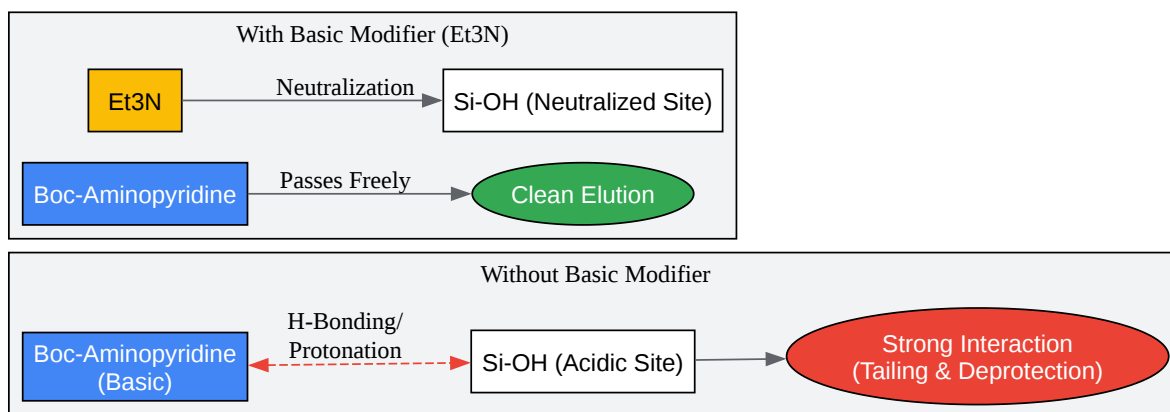 With Basic Modifier (Et3N)
Et3N
Neutralization
Si-OH (Neutralized Site)
Boc-Aminopyridine
Passes Freely
Clean Elution
Without Basic Modifier
Boc-Aminopyridine
(Basic)
H-Bonding/
Protonation
Si-OH (Acidic Site)
Strong Interaction
(Tailing & Deprotection)